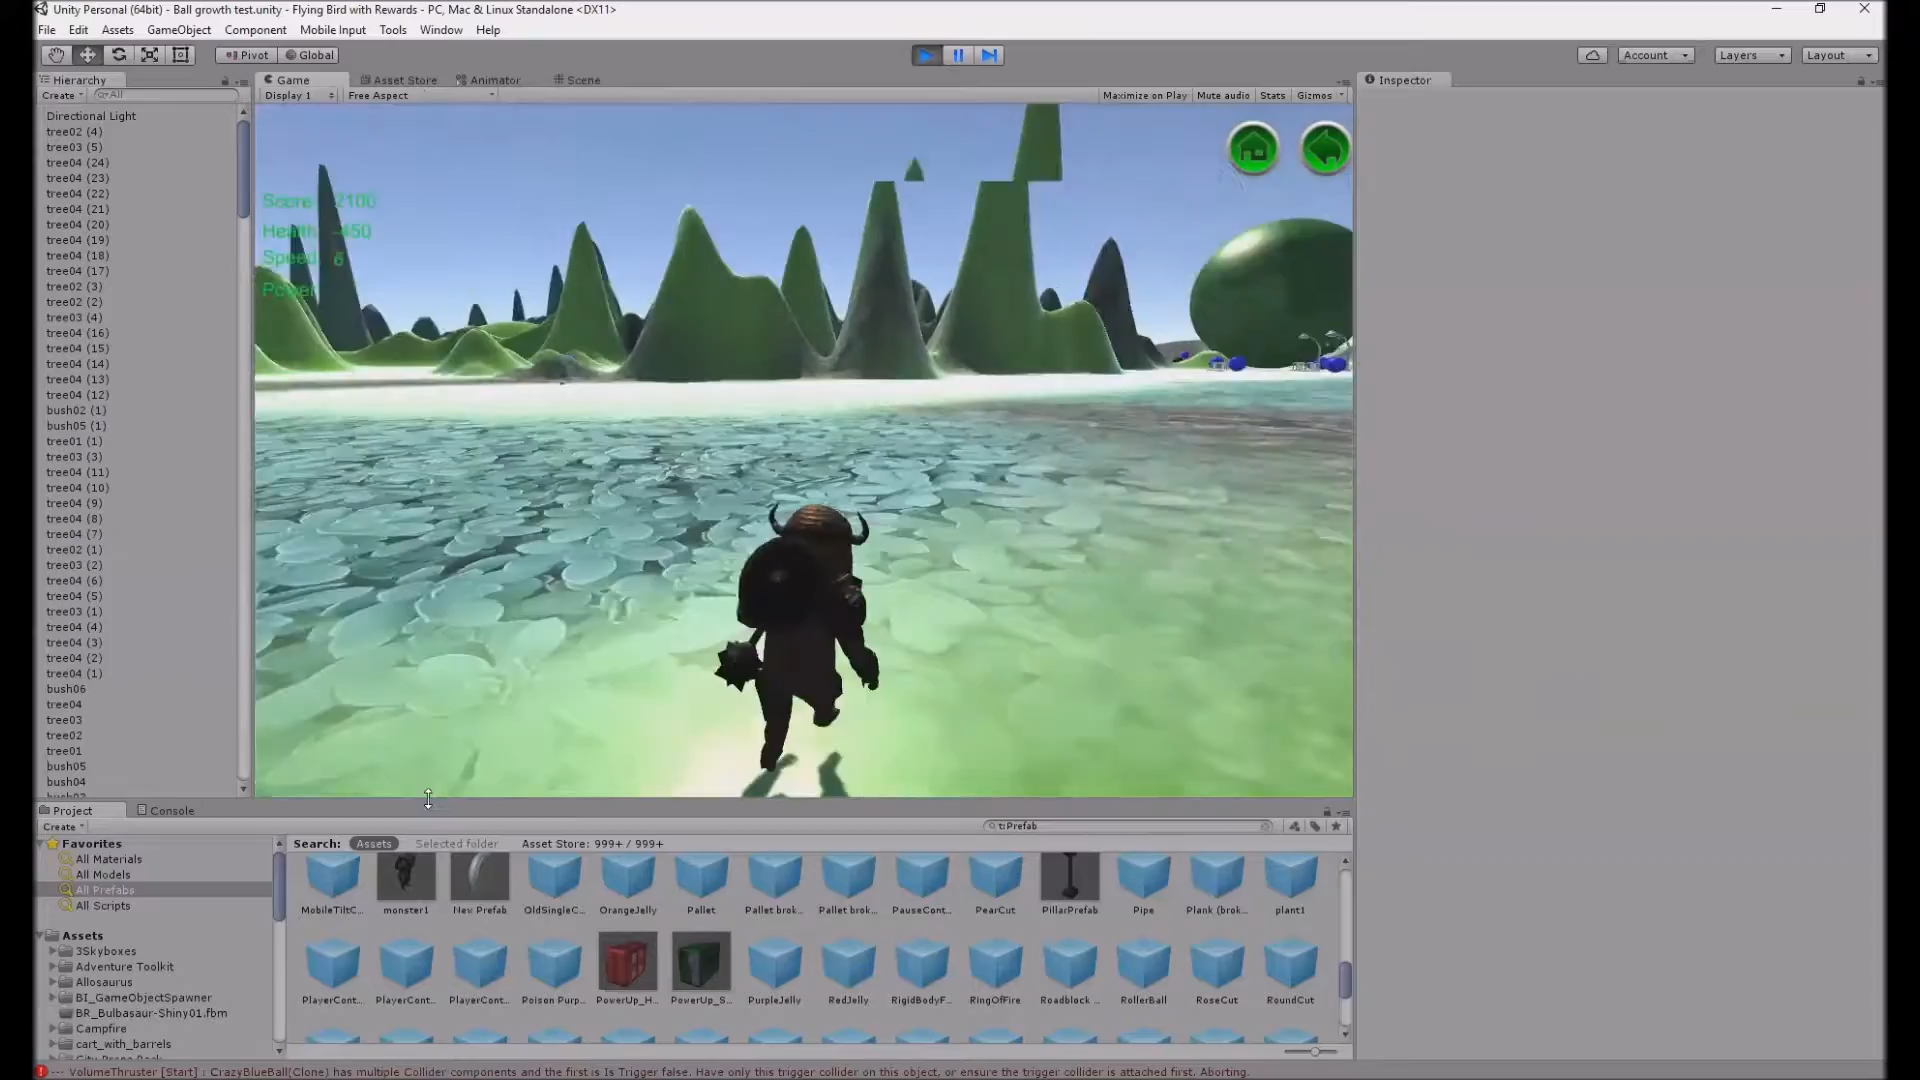 Unity Personal (64bit) - Ball growth test.unity - Flying Bird with Rewards - PC, Mac & Linux Standalone <DX11>
File Edit Assets GameObject Component Mobile Input Tools Window Help
Pivot Global Account Layers Layout
Hierarchy Game Asset Store Animator Scene Inspector
Create All Display 1 Free Aspect Maximize on Play Mute audio Stats Gizmos
Directional Light
tree02 (4)
tree03 (5)
tree04 (24)
tree04 (23)
tree04 (22)
tree04 (21)
tree04 (20)
tree04 (19)
tree04 (18)
tree04 (17)
tree02 (3)
tree02 (2)
tree03 (4)
tree04 (16)
tree04 (15)
tree04 (14)
tree04 (13)
tree04 (12)
bush02 (1)
bush05 (1)
tree01 (1)
tree03 (3)
tree04 (11)
tree04 (10)
tree04 (9)
tree04 (8)
tree04 (7)
tree02 (1)
tree03 (2)
tree04 (6)
tree04 (5)
tree03 (1)
tree04 (4)
tree04 (3)
tree04 (2)
tree04 (1)
bush06
tree04
tree03
tree02
tree01
bush05
bush04
Score 2100
Health -450
Speed 6
Power
Project Console
Create t:Prefab
Favorites
All Materials
All Models
All Prefabs
All Scripts
Assets
3Skyboxes
Adventure Toolkit
Allosaurus
BI_GameObjectSpawner
BR_Bulbasaur-Shiny01.fbm
Campfire
cart_with_barrels
Search: Assets Selected folder Asset Store: 999+ / 999+
MobileTiltC... monster1 New Prefab OldSingleC... OrangeJelly Pallet Pallet brok... Pallet brok... PauseCont... PearCut PillarPrefab Pipe Plank (brok... plant1
PlayerCont... PlayerCont... PlayerCont... Poison Purp... PowerUp_H... PowerUp_S... PurpleJelly RedJelly RigidBodyF... RingOfFire Roadblock ... RollerBall RoseCut RoundCut
--- VolumeThruster [Start] : CrazyBlueBall(Clone) has multiple Collider components and the first is Is Trigger false. Have only this trigger collider on this object, or ensure the trigger collider is attached first. Aborting.